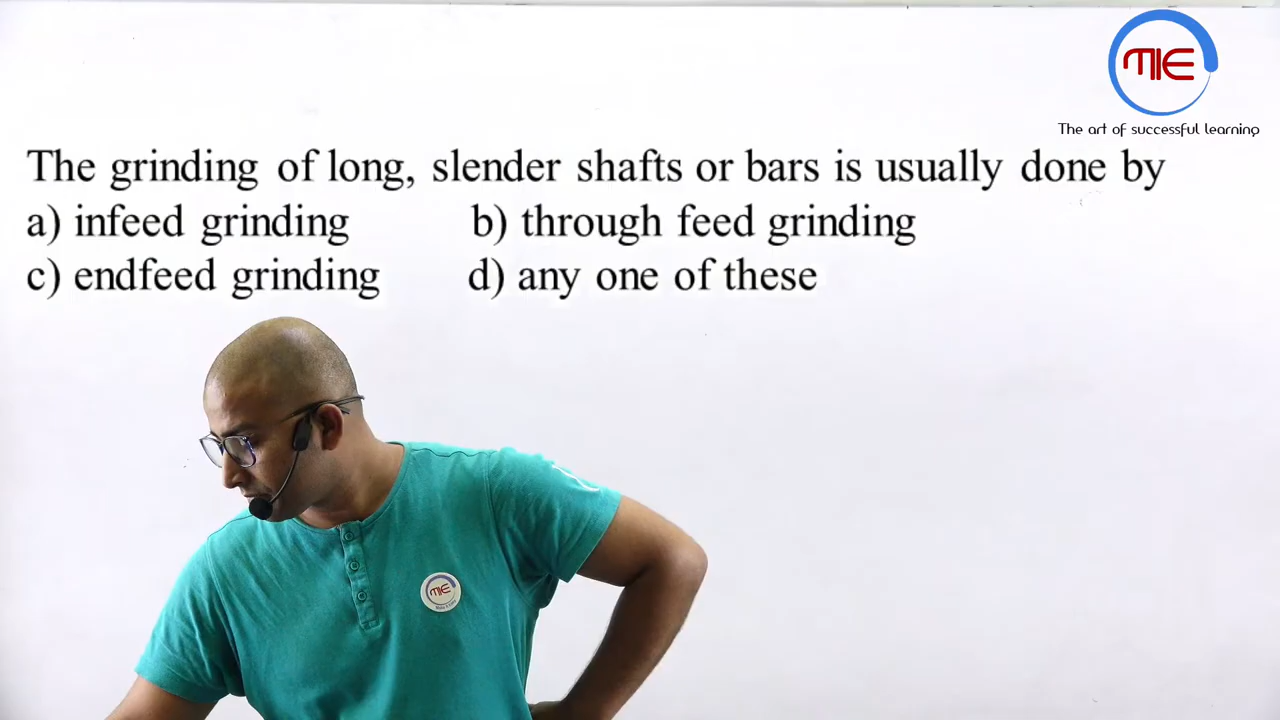 MIE
The art of successful learning
The grinding of long, slender shafts or bars is usually done by
a) infeed grinding b) through feed grinding
c) endfeed grinding d) any one of these
MIE